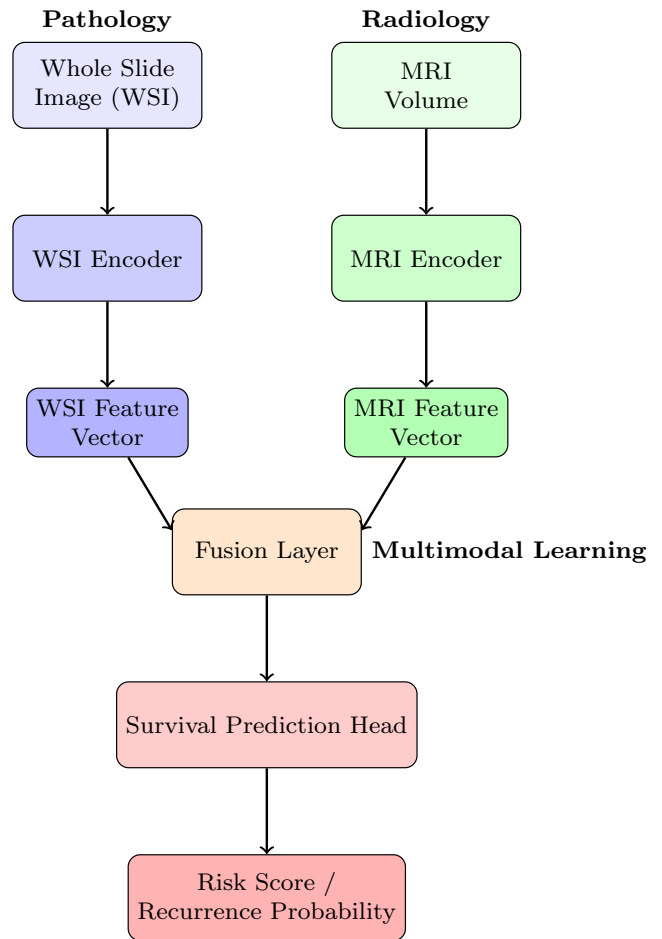 Pathology
Radiology
Whole Slide
Image (WSI)
MRI
Volume
WSI Encoder
MRI Encoder
WSI Feature
Vector
MRI Feature
Vector
Fusion Layer
Multimodal Learning
Survival Prediction Head
Risk Score /
Recurrence Probability